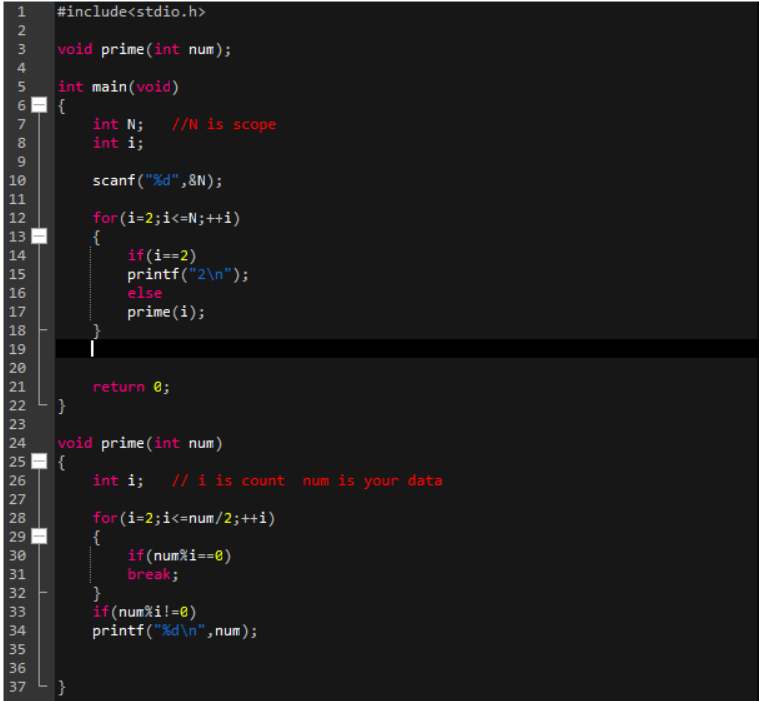 1 #include<stdio.h>
2
3 void prime(int num);
4
5 int main(void)
6 {
7 int N;   //N is scope
8 int i;
9
10 scanf("%d",&N);
11
12 for(i=2;i<=N;++i)
13 {
14 if(i==2)
15 printf("2\n");
16 else
17 prime(i);
18 }
19
20
21 return 0;
22 }
23
24 void prime(int num)
25 {
26 int i;   // i is count  num is your data
27
28 for(i=2;i<=num/2;++i)
29 {
30 if(num%i==0)
31 break;
32 }
33 if(num%i!=0)
34 printf("%d\n",num);
35
36
37 }